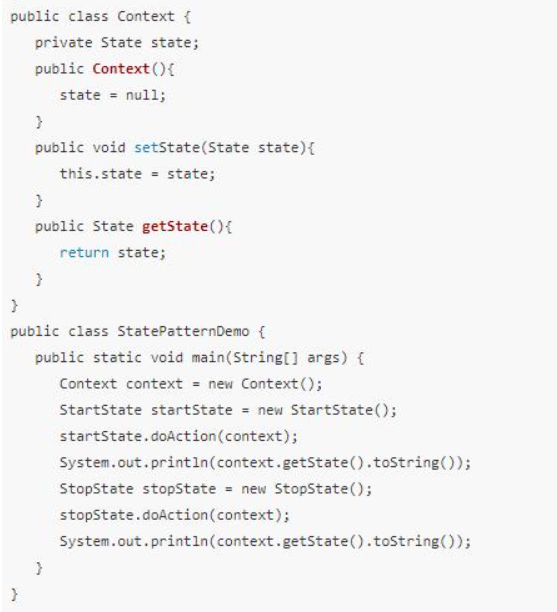 public class Context {
private State state;
public Context(){
state = null;
}
public void setState(State state){
this.state = state;
}
public State getState(){
return state;
}
}
public class StatePatternDemo {
public static void main(String[] args) {
Context context = new Context();
StartState startState = new StartState();
startState.doAction(context);
System.out.println(context.getState().toString());
StopState stopState = new StopState();
stopState.doAction(context);
System.out.println(context.getState().toString());
}
}